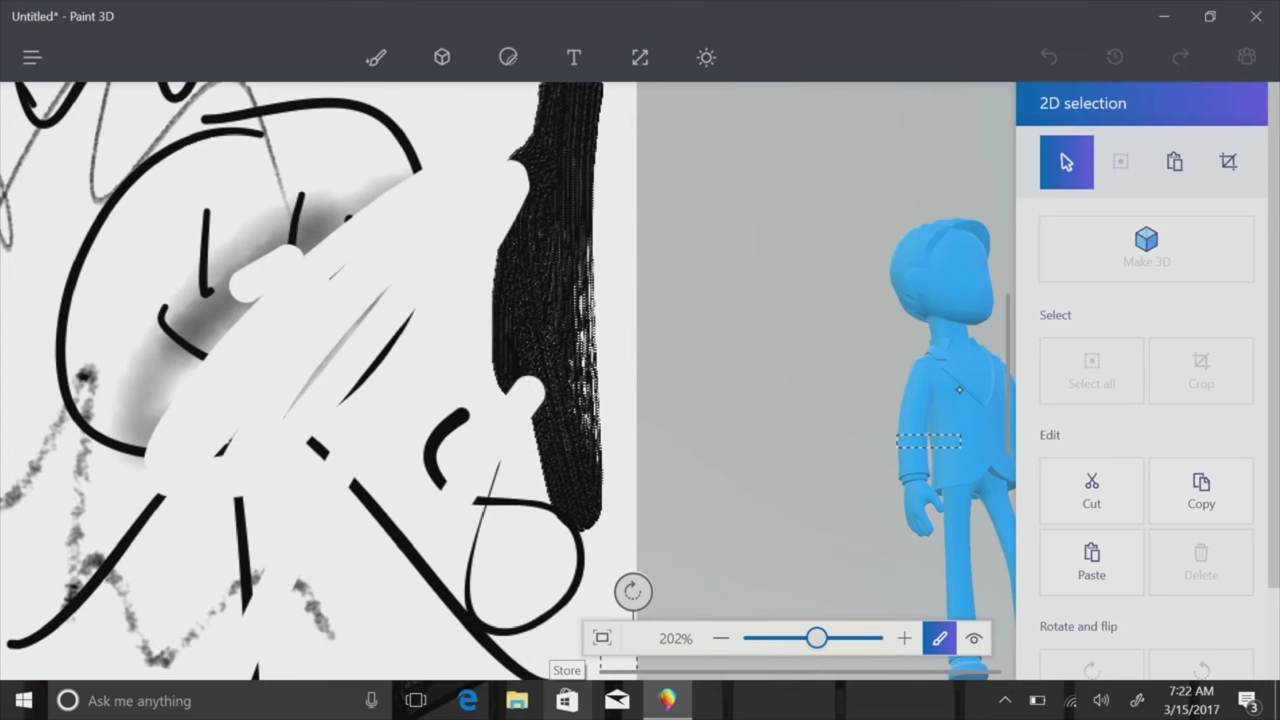 Untitled* - Paint 3D
2D selection
Make 3D
Select
Select all
Crop
Edit
Cut
Copy
Paste
Delete
Rotate and flip
202%
Store
Ask me anything
7:22 AM
3/15/2017
3